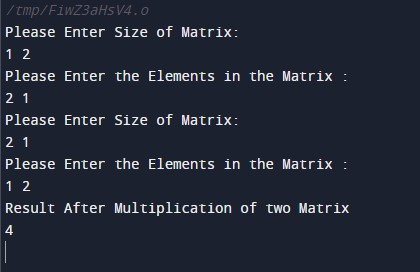 /tmp/FiwZ3aHsV4.o
Please Enter Size of Matrix:
1 2
Please Enter the Elements in the Matrix :
2 1
Please Enter Size of Matrix:
2 1
Please Enter the Elements in the Matrix :
1 2
Result After Multiplication of two Matrix
4